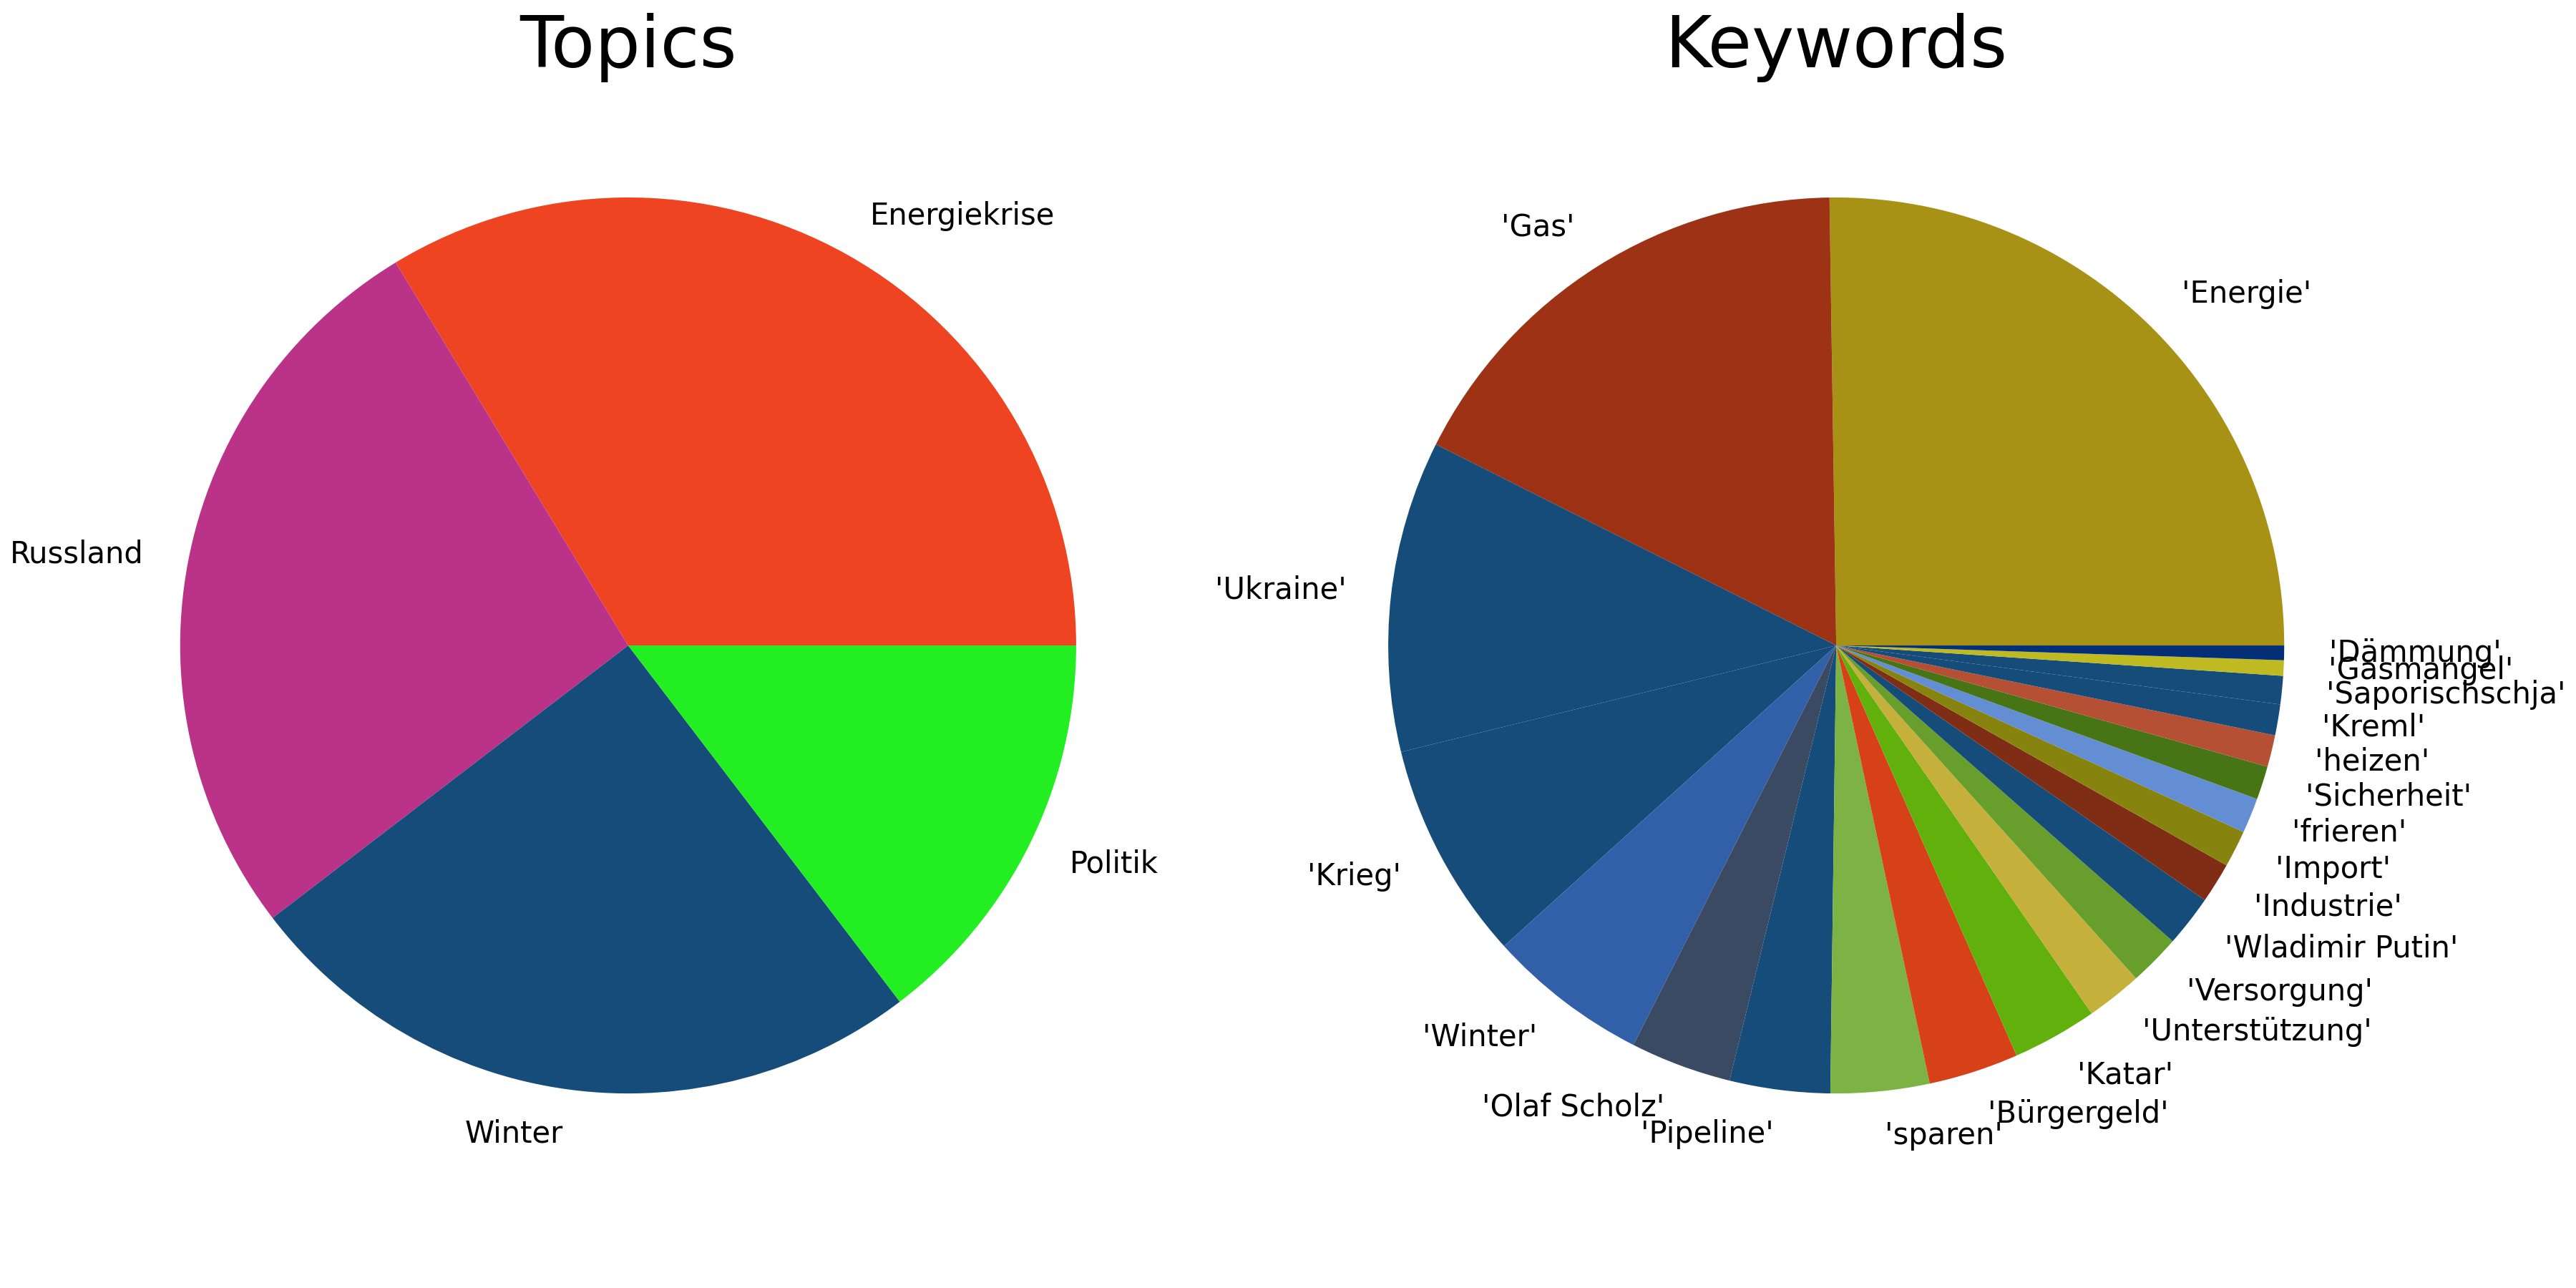 Topics
Energiekrise
Russland
Winter
Politik
Keywords
'Energie'
'Gas'
'Ukraine'
'Krieg'
'Winter'
'Olaf Scholz'
'Pipeline'
'sparen'
'Bürgergeld'
'Katar'
'Unterstützung'
'Versorgung'
'Wladimir Putin'
'Industrie'
'Import'
'frieren'
'Sicherheit'
'heizen'
'Kreml'
'Saporischschja'
'Gasmangel'
'Dämmung'